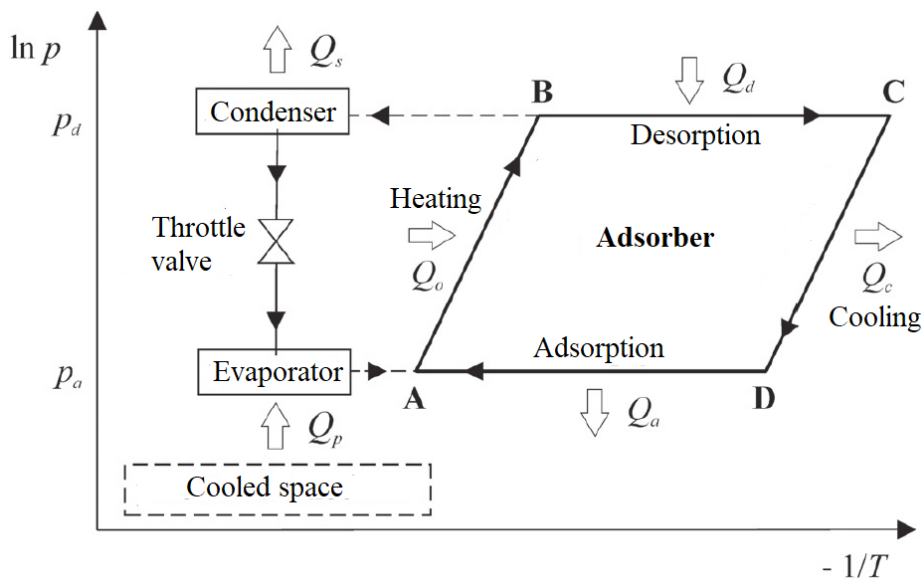 ln p
Q_s
Q_d
B
C
Condenser
p_d
Desorption
Heating
Throttle
valve
Adsorber
Q_o
Q_c
Cooling
Adsorption
Evaporator
p_a
A
D
Q_a
Q_p
Cooled space
- 1/T